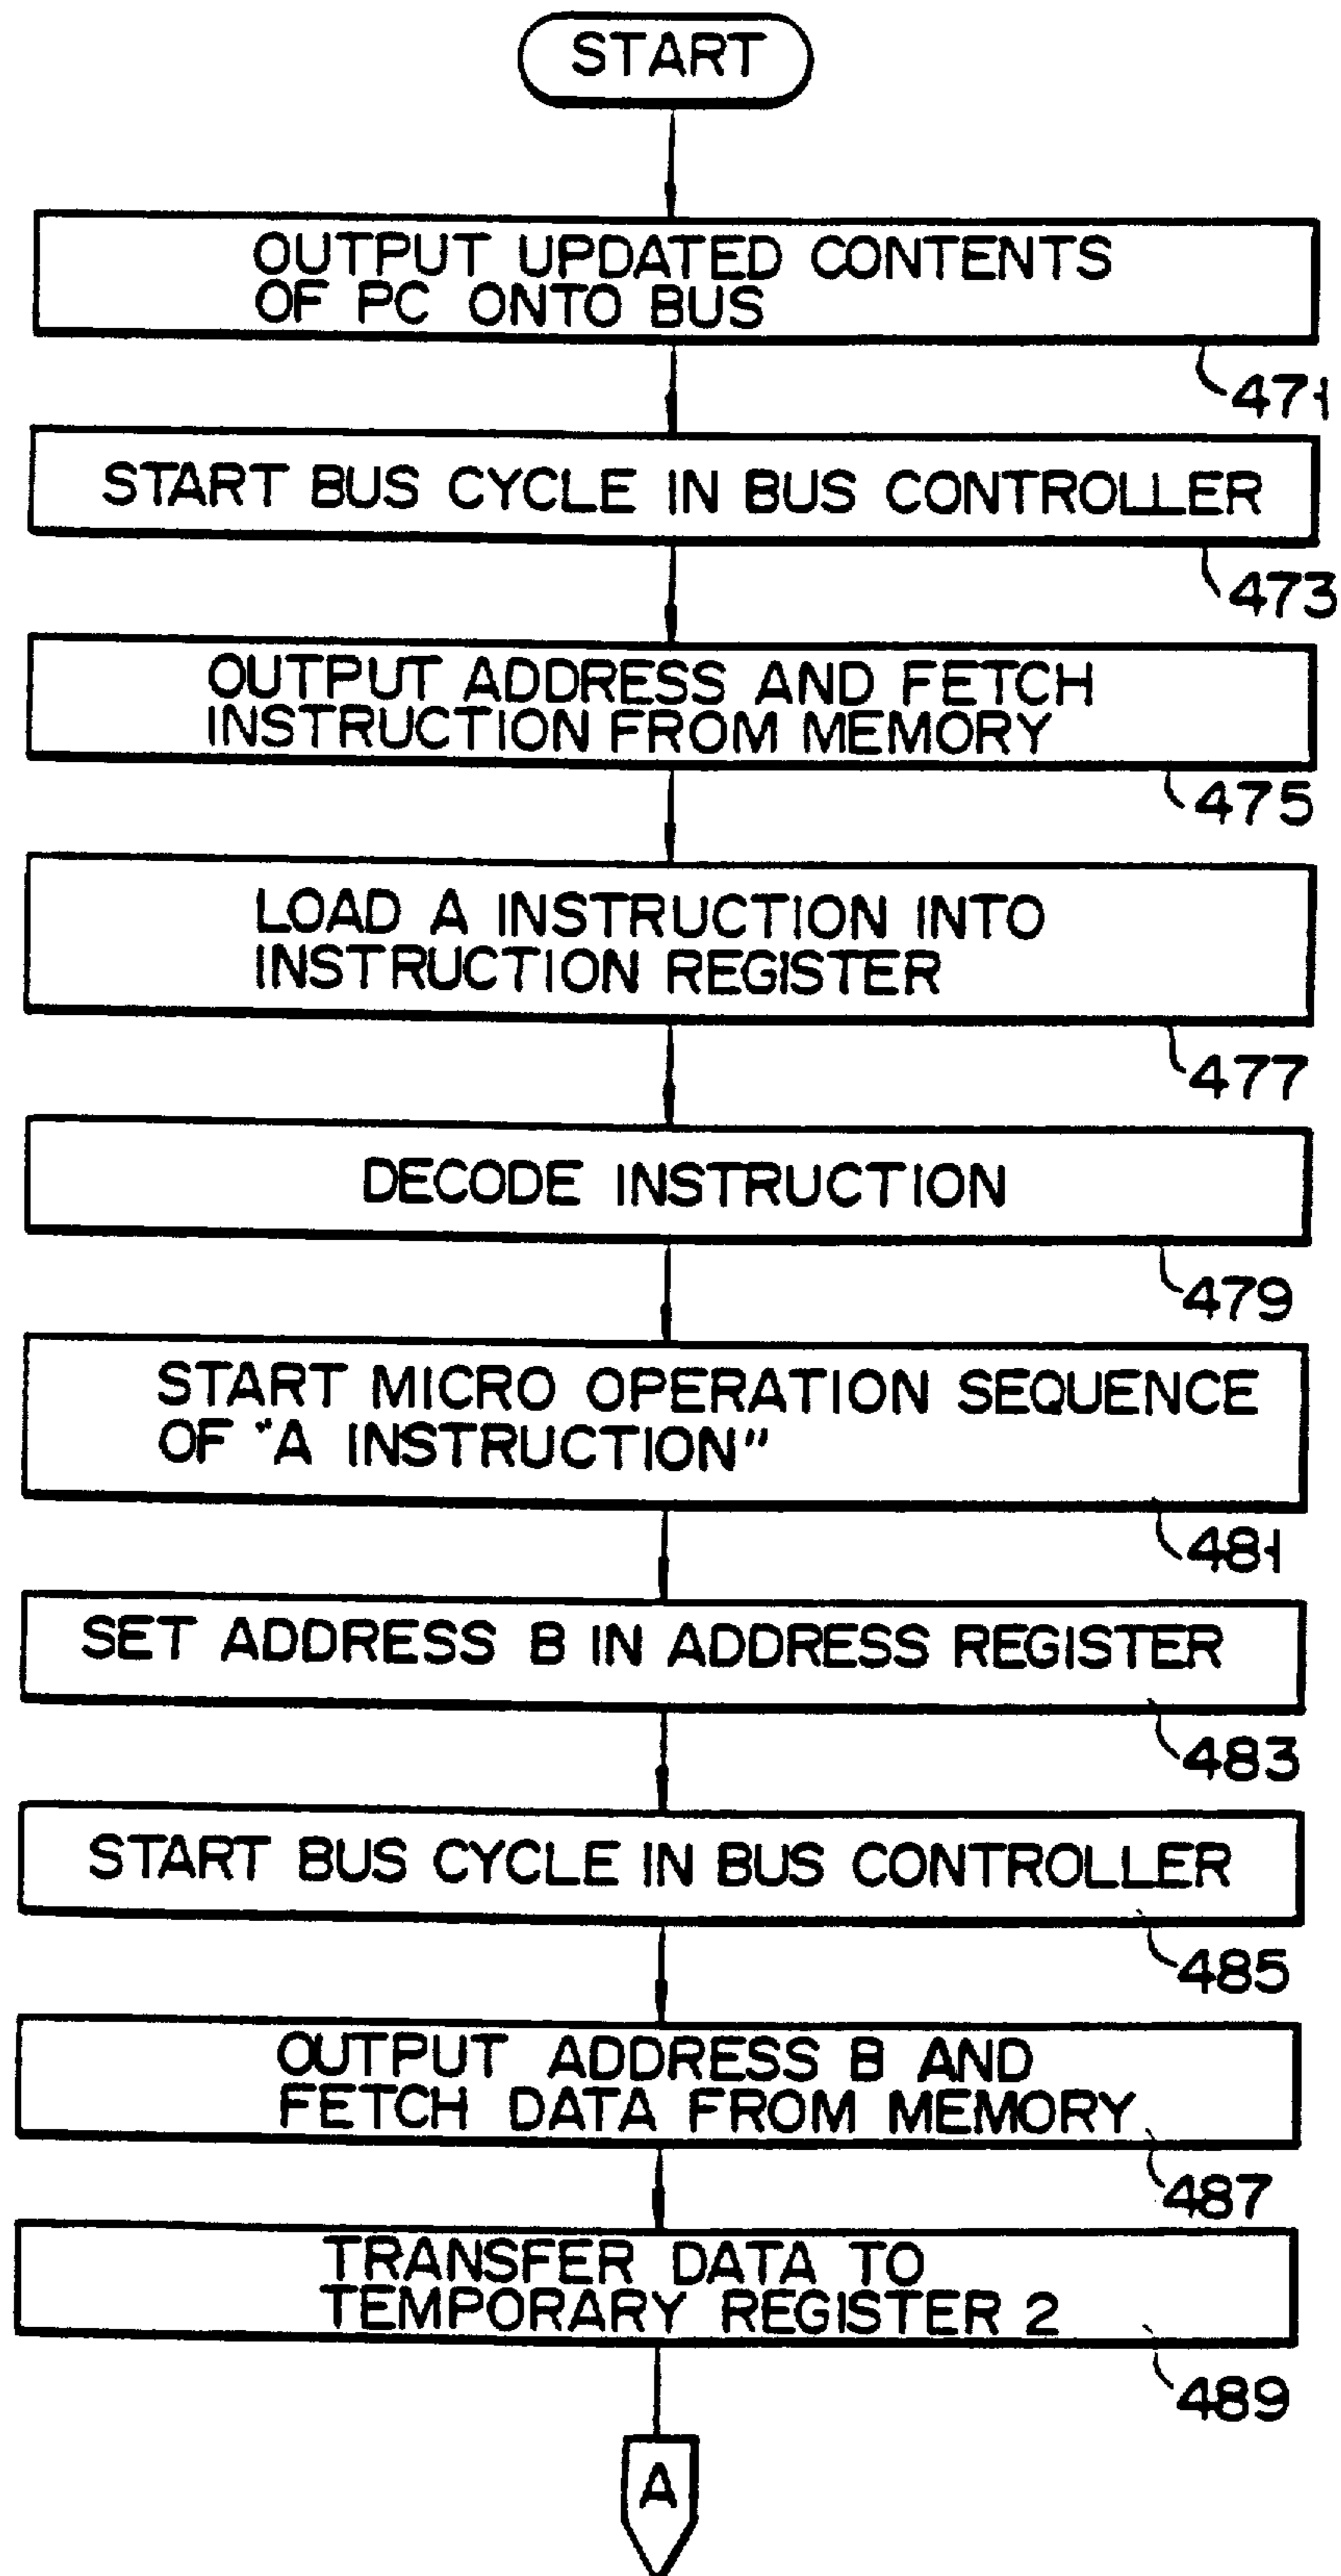 START
OUTPUT UPDATED CONTENTS
OF PC ONTO BUS
471
START BUS CYCLE IN BUS CONTROLLER
473
OUTPUT ADDRESS AND FETCH
INSTRUCTION FROM MEMORY
475
LOAD A INSTRUCTION INTO
INSTRUCTION REGISTER
477
DECODE INSTRUCTION
479
START MICRO OPERATION SEQUENCE
OF "A INSTRUCTION"
481
SET ADDRESS B IN ADDRESS REGISTER
483
START BUS CYCLE IN BUS CONTROLLER
485
OUTPUT ADDRESS B AND
FETCH DATA FROM MEMORY
487
TRANSFER DATA TO
TEMPORARY REGISTER 2
489
A